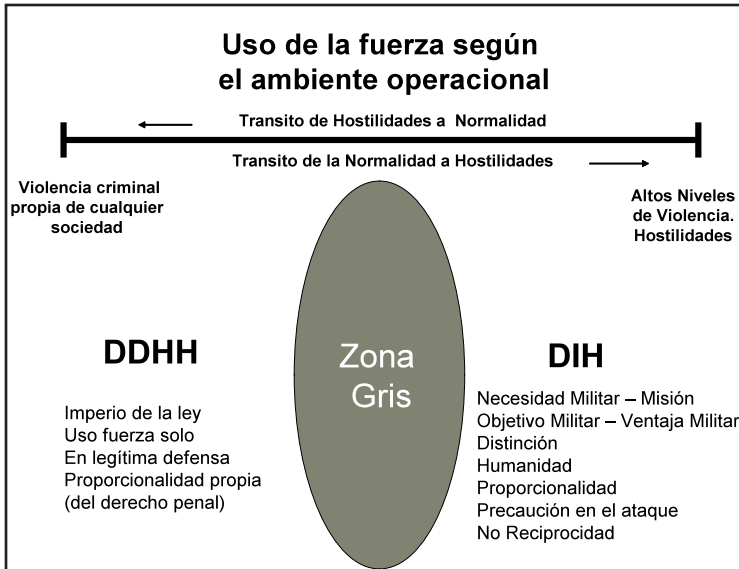 Uso de la fuerza según
el ambiente operacional
Transito de Hostilidades a Normalidad
Transito de la Normalidad a Hostilidades
Violencia criminal
propia de cualquier
sociedad
Altos Niveles
de Violencia.
Hostilidades
DDHH
Imperio de la ley
Uso fuerza solo
En legítima defensa
Proporcionalidad propia
(del derecho penal)
Zona
Gris
DIH
Necesidad Militar – Misión
Objetivo Militar – Ventaja Militar
Distinción
Humanidad
Proporcionalidad
Precaución en el ataque
No Reciprocidad